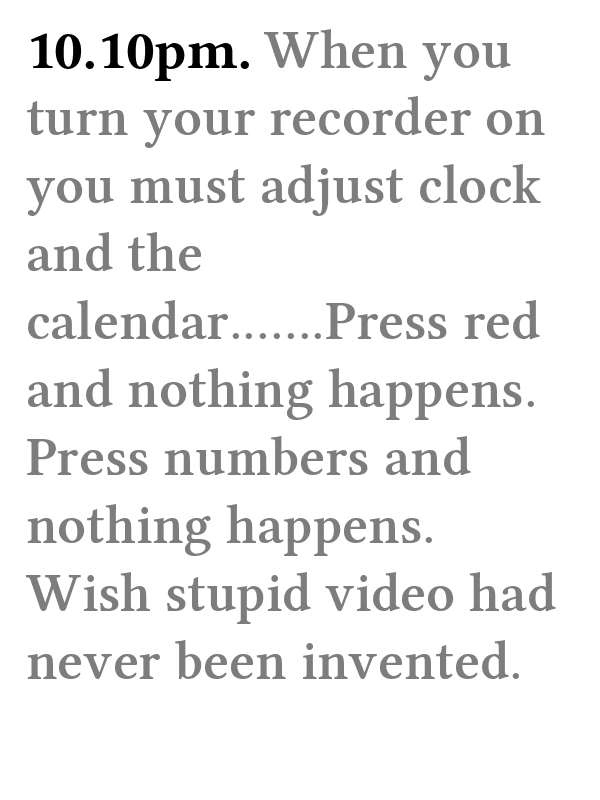 10.10pm. When you
turn your recorder on
you must adjust clock
and the
calendar.......Press red
and nothing happens.
Press numbers and
nothing happens.
Wish stupid video had
never been invented.